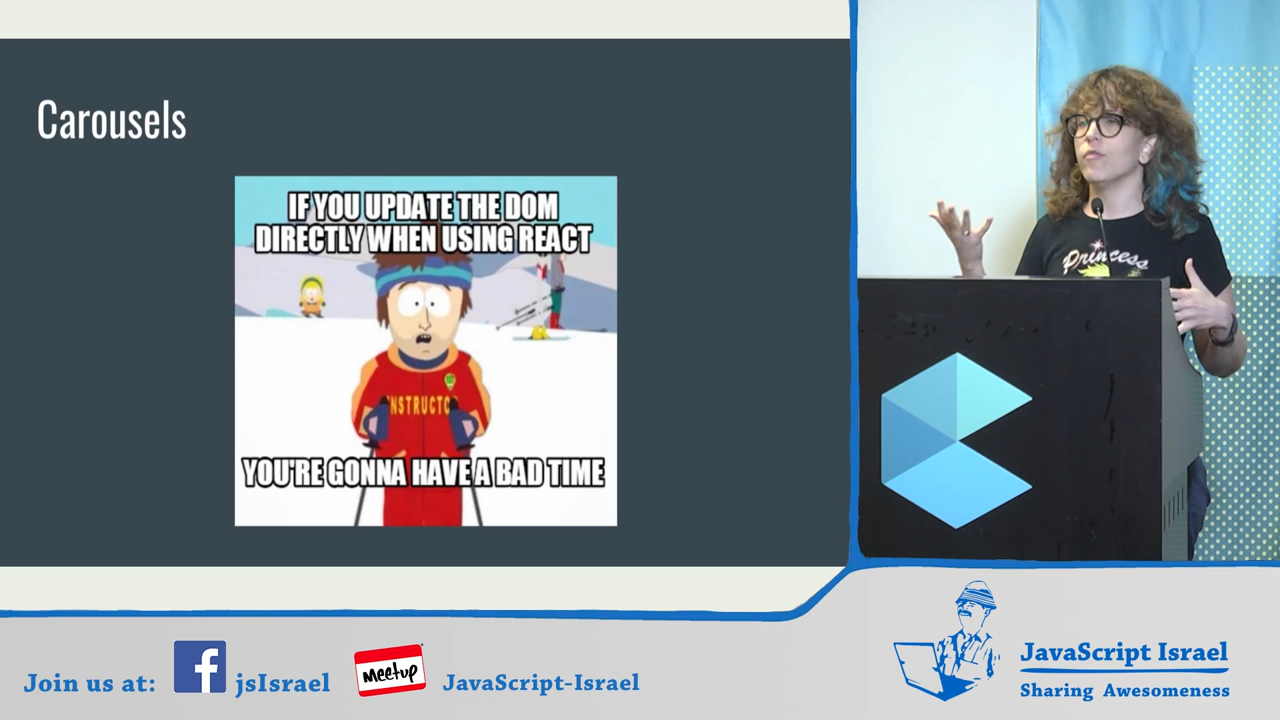 Carousels
IF YOU UPDATE THE DOM
DIRECTLY WHEN USING REACT
INSTRUCTO
YOU'RE GONNA HAVE A BAD TIME
Princess
Join us at:
jsIsrael
Meetup
JavaScript-Israel
JavaScript Israel
Sharing Awesomeness